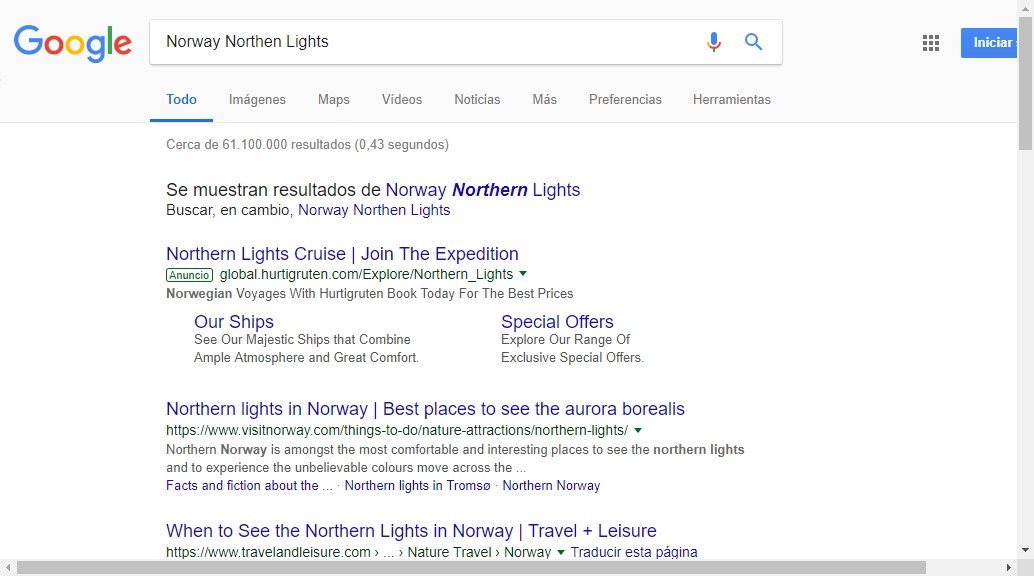 Google
Norway Northen Lights
Iniciar
Todo Imágenes Maps Vídeos Noticias Más Preferencias Herramientas
Cerca de 61.100.000 resultados (0,43 segundos)
Se muestran resultados de Norway Northern Lights
Buscar, en cambio, Norway Northen Lights
Northern Lights Cruise | Join The Expedition
Anuncio global.hurtigruten.com/Explore/Northern_Lights
Norwegian Voyages With Hurtigruten Book Today For The Best Prices
Our Ships Special Offers
See Our Majestic Ships that Combine Explore Our Range Of
Ample Atmosphere and Great Comfort. Exclusive Special Offers.
Northern lights in Norway | Best places to see the aurora borealis
https://www.visitnorway.com/things-to-do/nature-attractions/northern-lights/
Northern Norway is amongst the most comfortable and interesting places to see the northern lights
and to experience the unbelievable colours move across the ...
Facts and fiction about the ... · Northern lights in Tromsø · Northern Norway
When to See the Northern Lights in Norway | Travel + Leisure
https://www.travelandleisure.com › ... › Nature Travel › Norway Traducir esta página